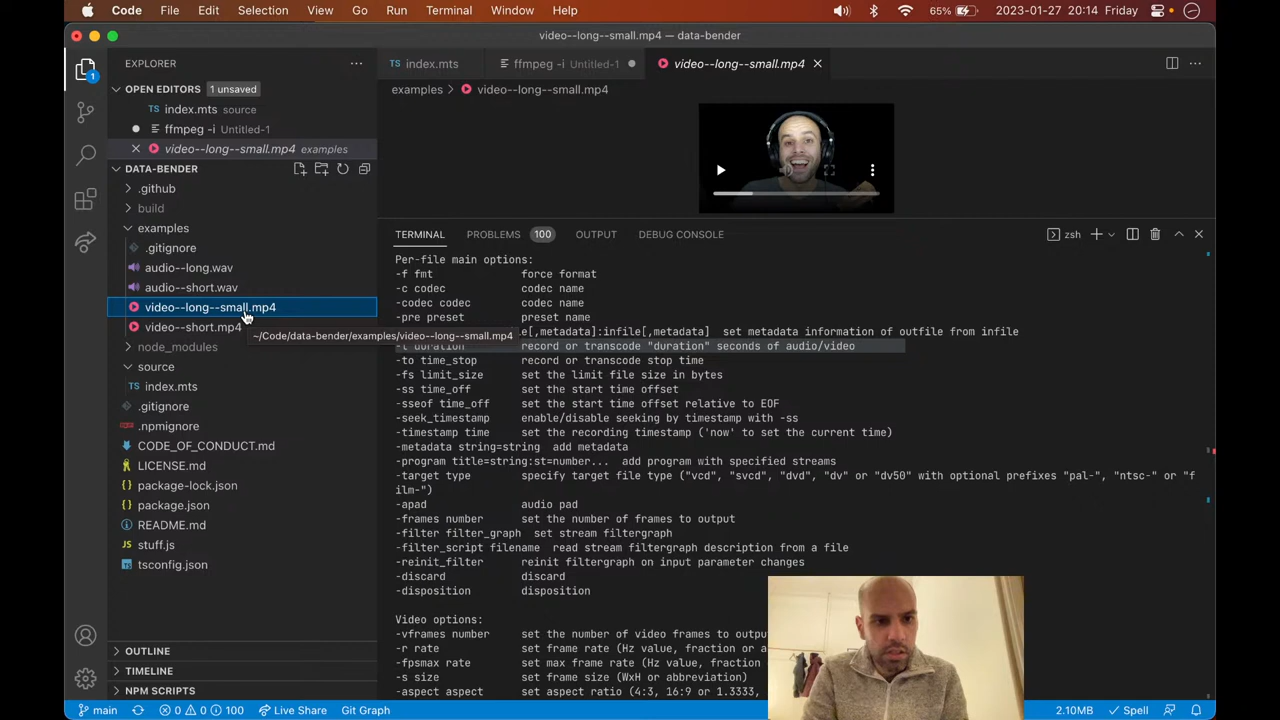 Code File Edit Selection View Go Run Terminal Window Help 65% 2023-01-27 20:14 Friday
video--long--small.mp4 — data-bender
EXPLORER
1
OPEN EDITORS 1 unsaved
TS index.mts source
ffmpeg -i Untitled-1
video--long--small.mp4 examples
DATA-BENDER
.github
build
examples
.gitignore
audio--long.wav
audio--short.wav
video--long--small.mp4
video--short.mp4
node_modules
source
TS index.mts
.gitignore
.npmignore
CODE_OF_CONDUCT.md
LICENSE.md
{} package-lock.json
{} package.json
README.md
JS stuff.js
tsconfig.json
OUTLINE
TIMELINE
NPM SCRIPTS
TS index.mts ffmpeg -i Untitled-1 video--long--small.mp4
examples > video--long--small.mp4
TERMINAL PROBLEMS 100 OUTPUT DEBUG CONSOLE zsh
Per-file main options:
-f fmt force format
-c codec codec name
-codec codec codec name
-pre preset preset name
e[,metadata]:infile[,metadata] set metadata information of outfile from infile
~/Code/data-bender/examples/video--long--small.mp4
-t duration record or transcode "duration" seconds of audio/video
-to time_stop record or transcode stop time
-fs limit_size set the limit file size in bytes
-ss time_off set the start time offset
-sseof time_off set the start time offset relative to EOF
-seek_timestamp enable/disable seeking by timestamp with -ss
-timestamp time set the recording timestamp ('now' to set the current time)
-metadata string=string add metadata
-program title=string:st=number... add program with specified streams
-target type specify target file type ("vcd", "svcd", "dvd", "dv" or "dv50" with optional prefixes "pal-", "ntsc-" or "f
ilm-")
-apad audio pad
-frames number set the number of frames to output
-filter filter_graph set stream filtergraph
-filter_script filename read stream filtergraph description from a file
-reinit_filter reinit filtergraph on input parameter changes
-discard discard
-disposition disposition
Video options:
-vframes number set the number of video frames to outpu
-r rate set frame rate (Hz value, fraction or a
-fpsmax rate set max frame rate (Hz value, fraction
-s size set frame size (WxH or abbreviation)
-aspect aspect set aspect ratio (4:3, 16:9 or 1.3333,
main 0 0 100 Live Share Git Graph 2.10MB Spell